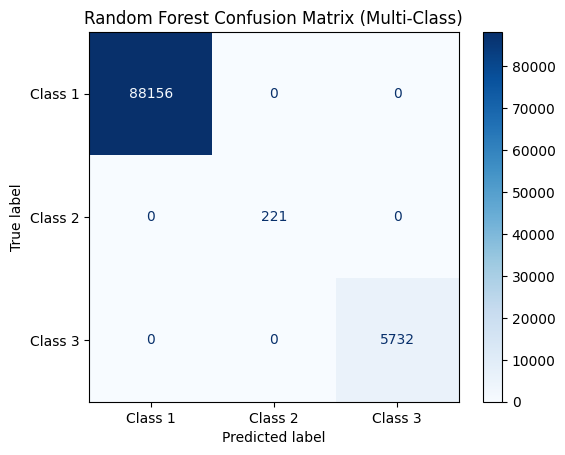 Random Forest Confusion Matrix (Multi-Class)
True label
Class 1
88156
0
0
Class 2
0
221
0
Class 3
0
0
5732
Class 1
Class 2
Class 3
Predicted label
80000
70000
60000
50000
40000
30000
20000
10000
0